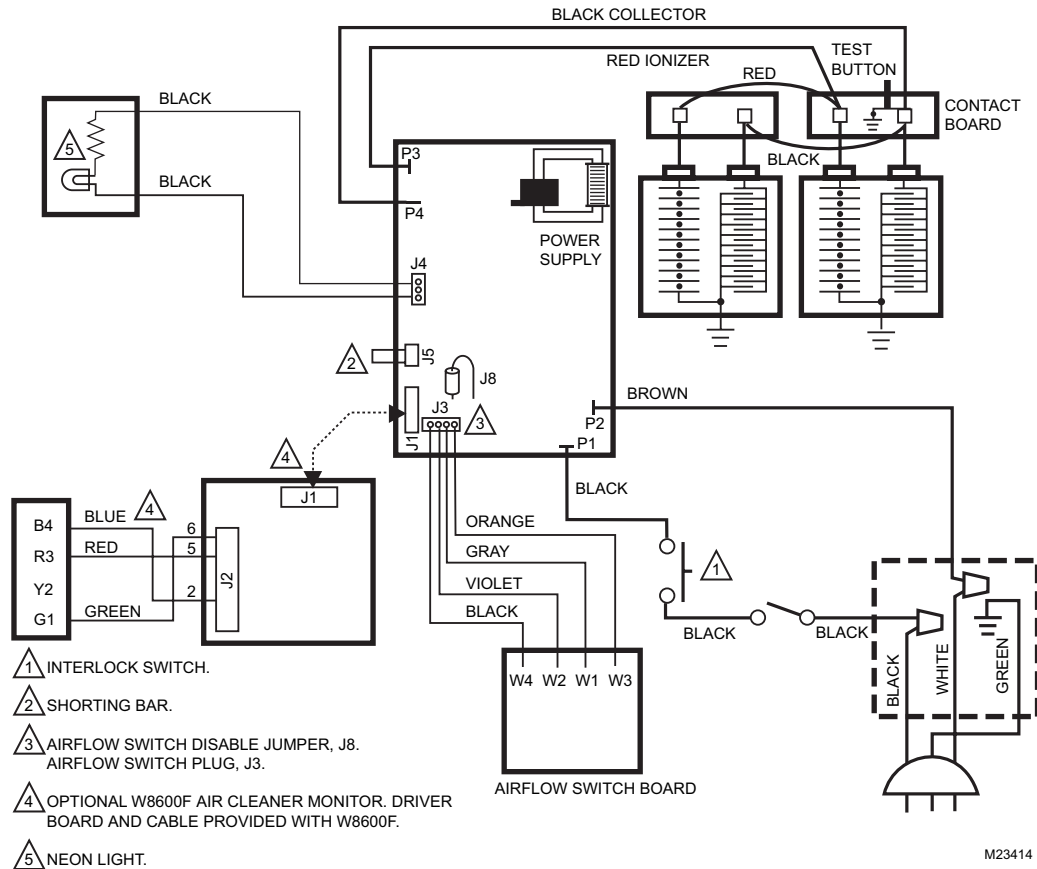 BLACK COLLECTOR
RED IONIZER
TEST
BUTTON
RED
CONTACT
BOARD
BLACK
BLACK
5
BLACK
P3
P4
POWER
SUPPLY
J4
2
J5
J8
J3
3
J1
P2
P1
BROWN
4
BLACK
J1
B4
BLUE
4
6
R3
RED
5
J2
Y2
2
G1
GREEN
ORANGE
GRAY
VIOLET
BLACK
1
BLACK
BLACK
BLACK
WHITE
GREEN
W4 W2 W1 W3
AIRFLOW SWITCH BOARD
1 INTERLOCK SWITCH.
2 SHORTING BAR.
3 AIRFLOW SWITCH DISABLE JUMPER, J8.
AIRFLOW SWITCH PLUG, J3.
4 OPTIONAL W8600F AIR CLEANER MONITOR. DRIVER
BOARD AND CABLE PROVIDED WITH W8600F.
5 NEON LIGHT.
M23414